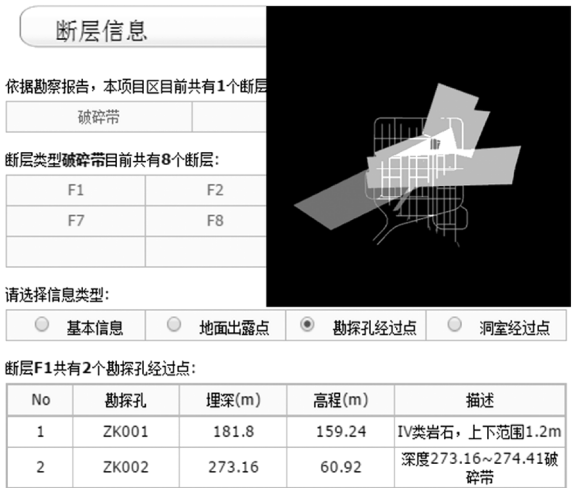 断层信息
依据勘察报告，本项目区目前共有1个断层
破碎带
断层类型破碎带目前共有8个断层：
F1 F2
F7 F8
请选择信息类型：
基本信息 地面出露点 勘探孔经过点 洞室经过点
断层F1共有2个勘探孔经过点：
No 勘探孔 埋深(m) 高程(m) 描述
1 ZK001 181.8 159.24 IV类岩石，上下范围1.2m
2 ZK002 273.16 60.92 深度273.16~274.41破
碎带